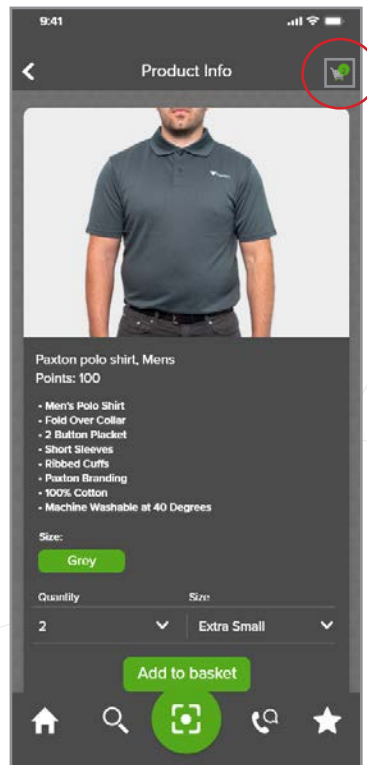 9:41
Product Info
Paxton polo shirt, Mens
Points: 100
- Men's Polo Shirt
- Fold Over Collar
- 2 Button Placket
- Short Sleeves
- Ribbed Cuffs
- Paxton Branding
- 100% Cotton
- Machine Washable at 40 Degrees
Size:
Grey
Quantity Size
2 Extra Small
Add to basket